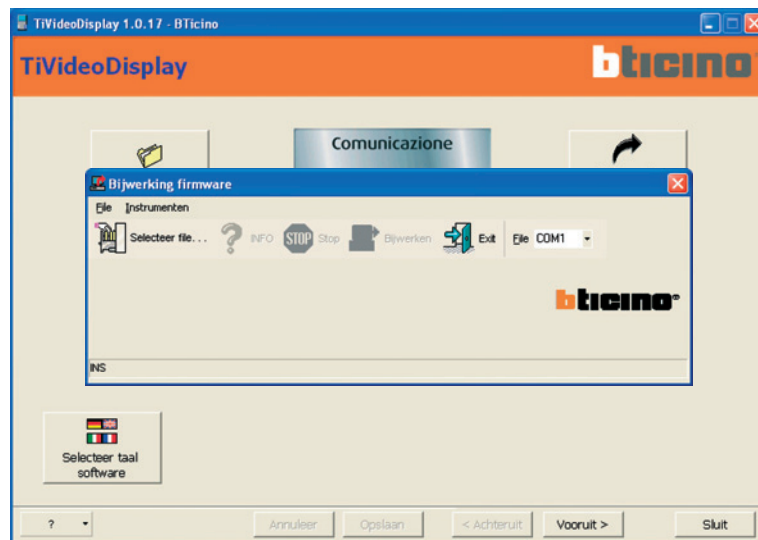 TiVideoDisplay 1.0.17 - BTicino
TiVideoDisplay
bticino
Comunicazione
Bijwerking firmware
File Instrumenten
Selecteer file... ? INFO STOP Stop Bijwerken Exit File COM1
bticino®
INS
Selecteer taal
software
? Annuleer Opslaan < Achteruit Vooruit > Sluit